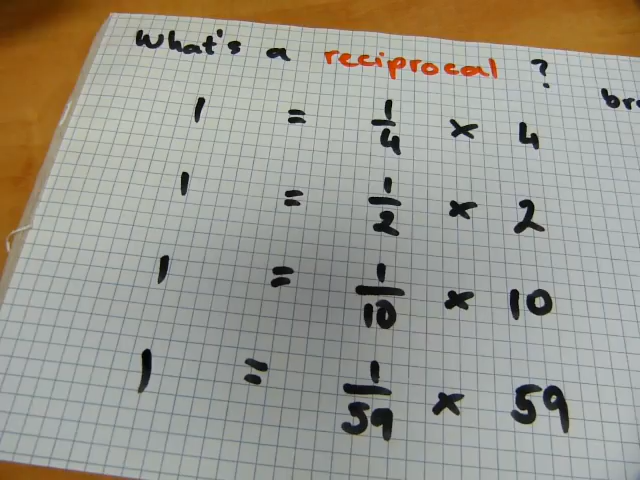 What's a reciprocal ?
1 = 1/4 × 4
1 = 1/2 × 2
1 = 1/10 × 10
1 = 1/59 × 59